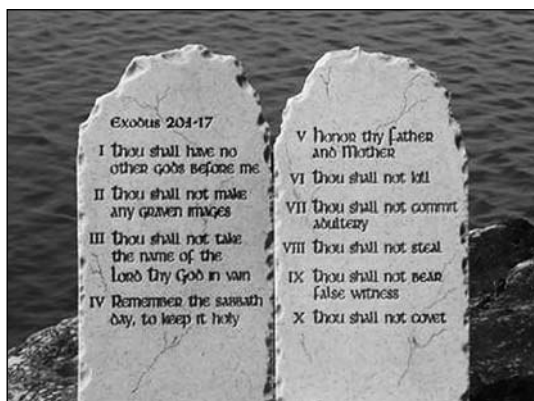 Exodus 20:1-17
I Thou shall have no
other Gods before me
II Thou shall not make
any graven images
III Thou shall not take
the name of the
Lord thy God in vain
IV Remember the sabbath
day, to keep it holy
V Honor thy father
and Mother
VI Thou shall not kill
VII Thou shall not commit
adultery
VIII Thou shall not steal
IX Thou shall not bear
false witness
X Thou shall not covet